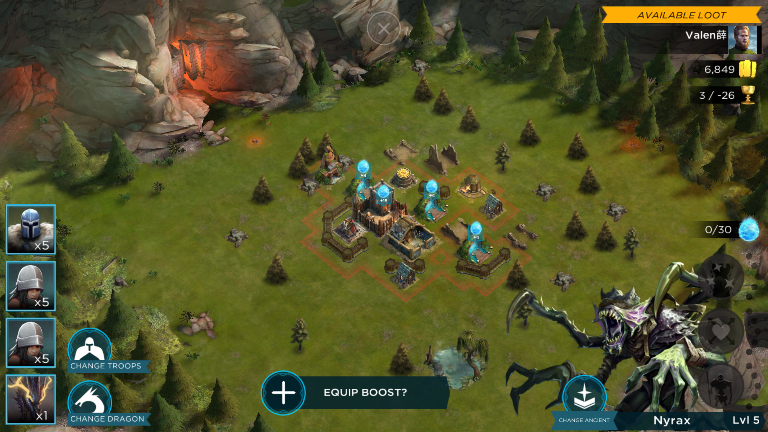 AVAILABLE LOOT
Valen薛
6,849
3 / -26
0/30
x5
x5
x5
x1
CHANGE TROOPS
CHANGE DRAGON
EQUIP BOOST?
CHANGE ANCIENT
Nyrax
Lvl 5